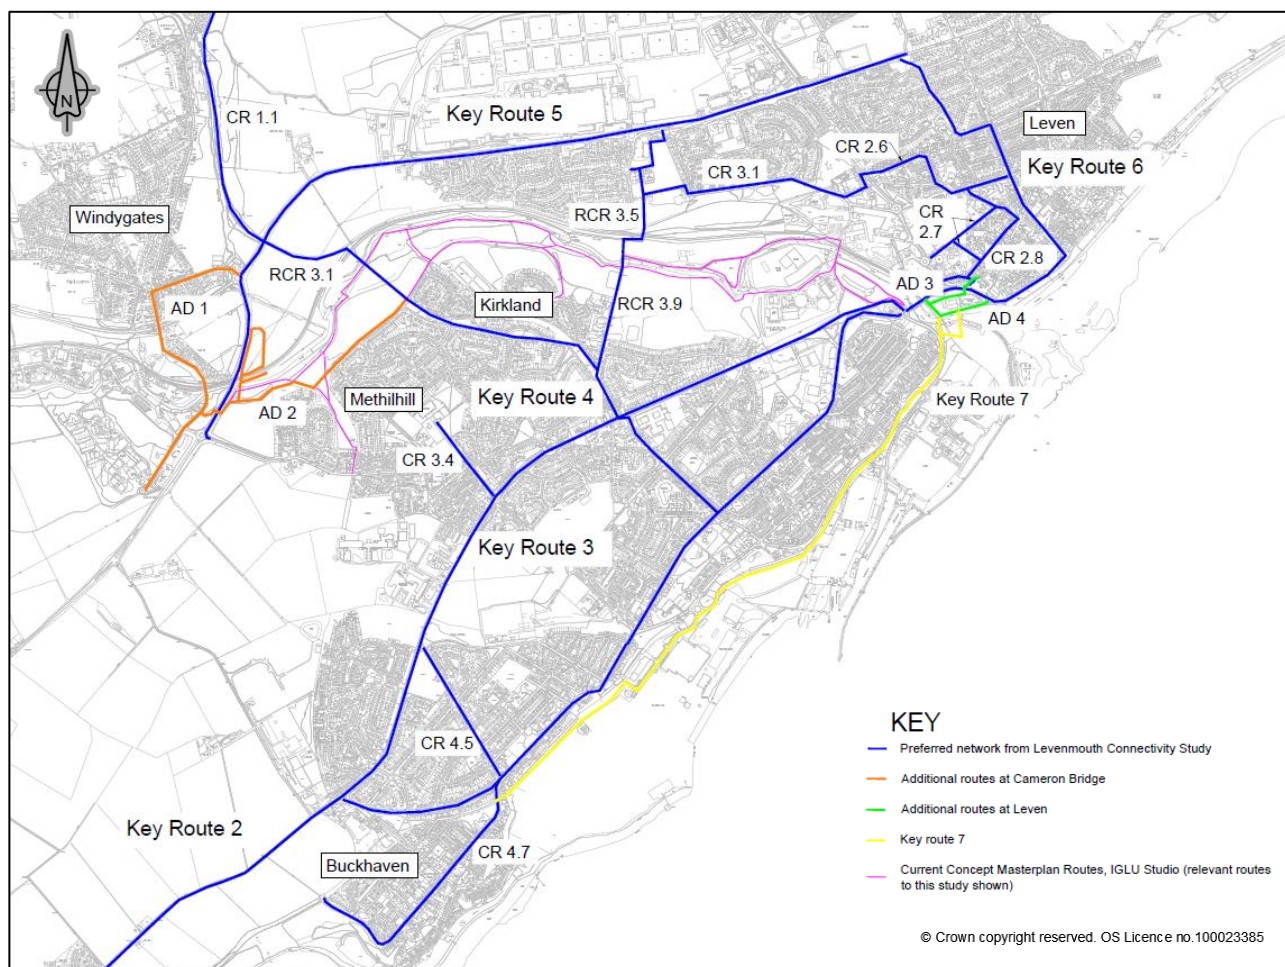 N
CR 1.1
Key Route 5
Leven
CR 2.6
Key Route 6
CR 3.1
Windygates
RCR 3.5
CR
2.7
CR 2.8
RCR 3.1
AD 3
AD 1
Kirkland
RCR 3.9
AD 4
Methilhill
Key Route 4
Key Route 7
AD 2
CR 3.4
Key Route 3
KEY
Preferred network from Levenmouth Connectivity Study
CR 4.5
Additional routes at Cameron Bridge
Additional routes at Leven
Key Route 2
Key route 7
CR 4.7
Buckhaven
Current Concept Masterplan Routes, IGLU Studio (relevant routes
to this study shown)
© Crown copyright reserved. OS Licence no.100023385